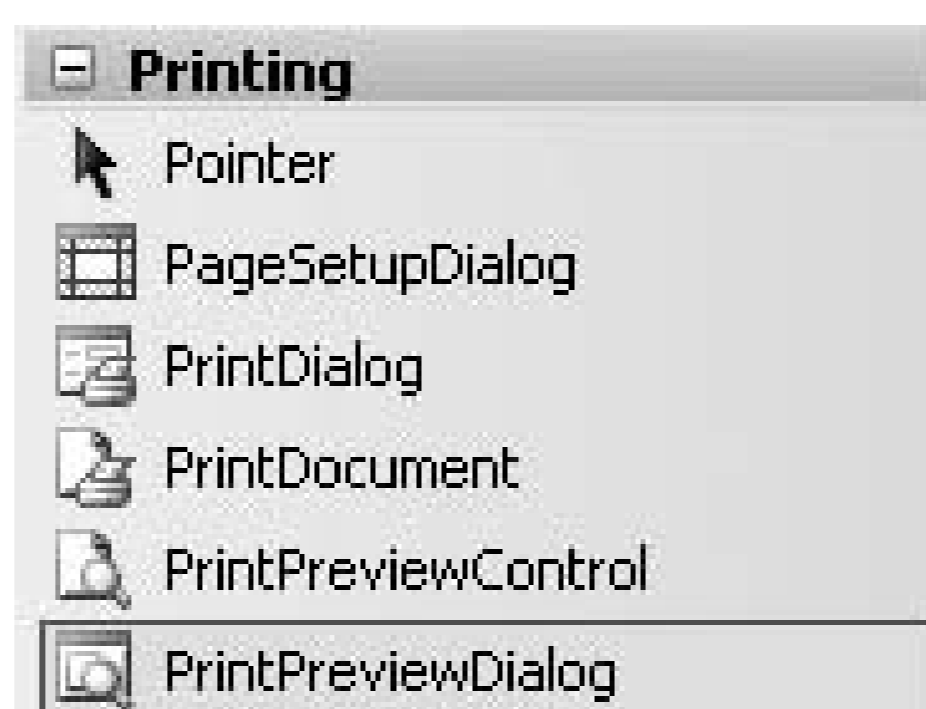 Printing
Pointer
PageSetupDialog
PrintDialog
PrintDocument
PrintPreviewControl
PrintPreviewDialog